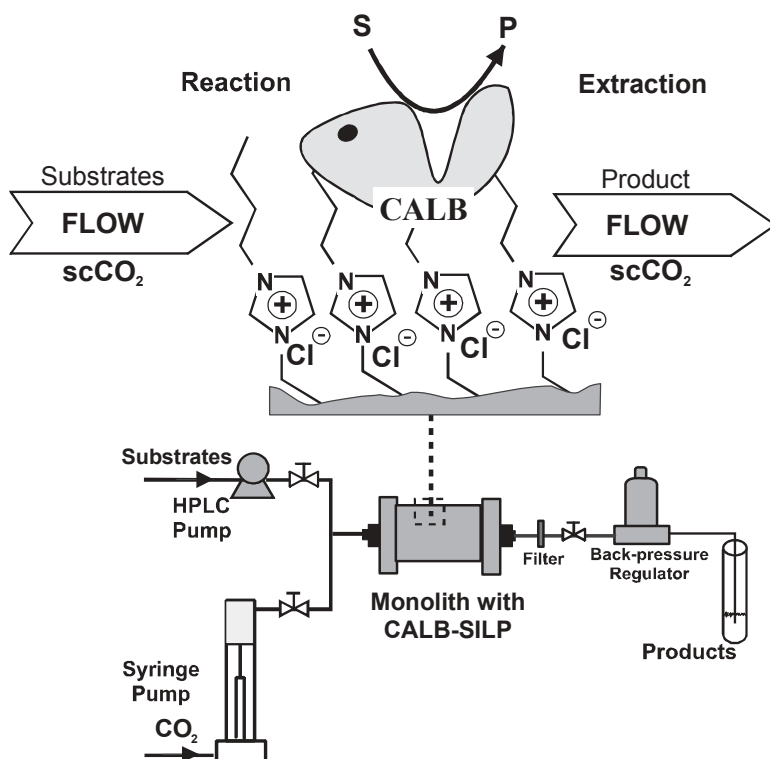 S P
Reaction Extraction
Substrates
FLOW
scCO₂
Product
FLOW
scCO₂
CALB
N N N N
+ + + +
N N N N
Cl⁻ Cl⁻ Cl⁻ Cl⁻
Substrates
HPLC
Pump
Filter
Back-pressure
Regulator
Monolith with
CALB-SILP
Products
Syringe
Pump
CO₂